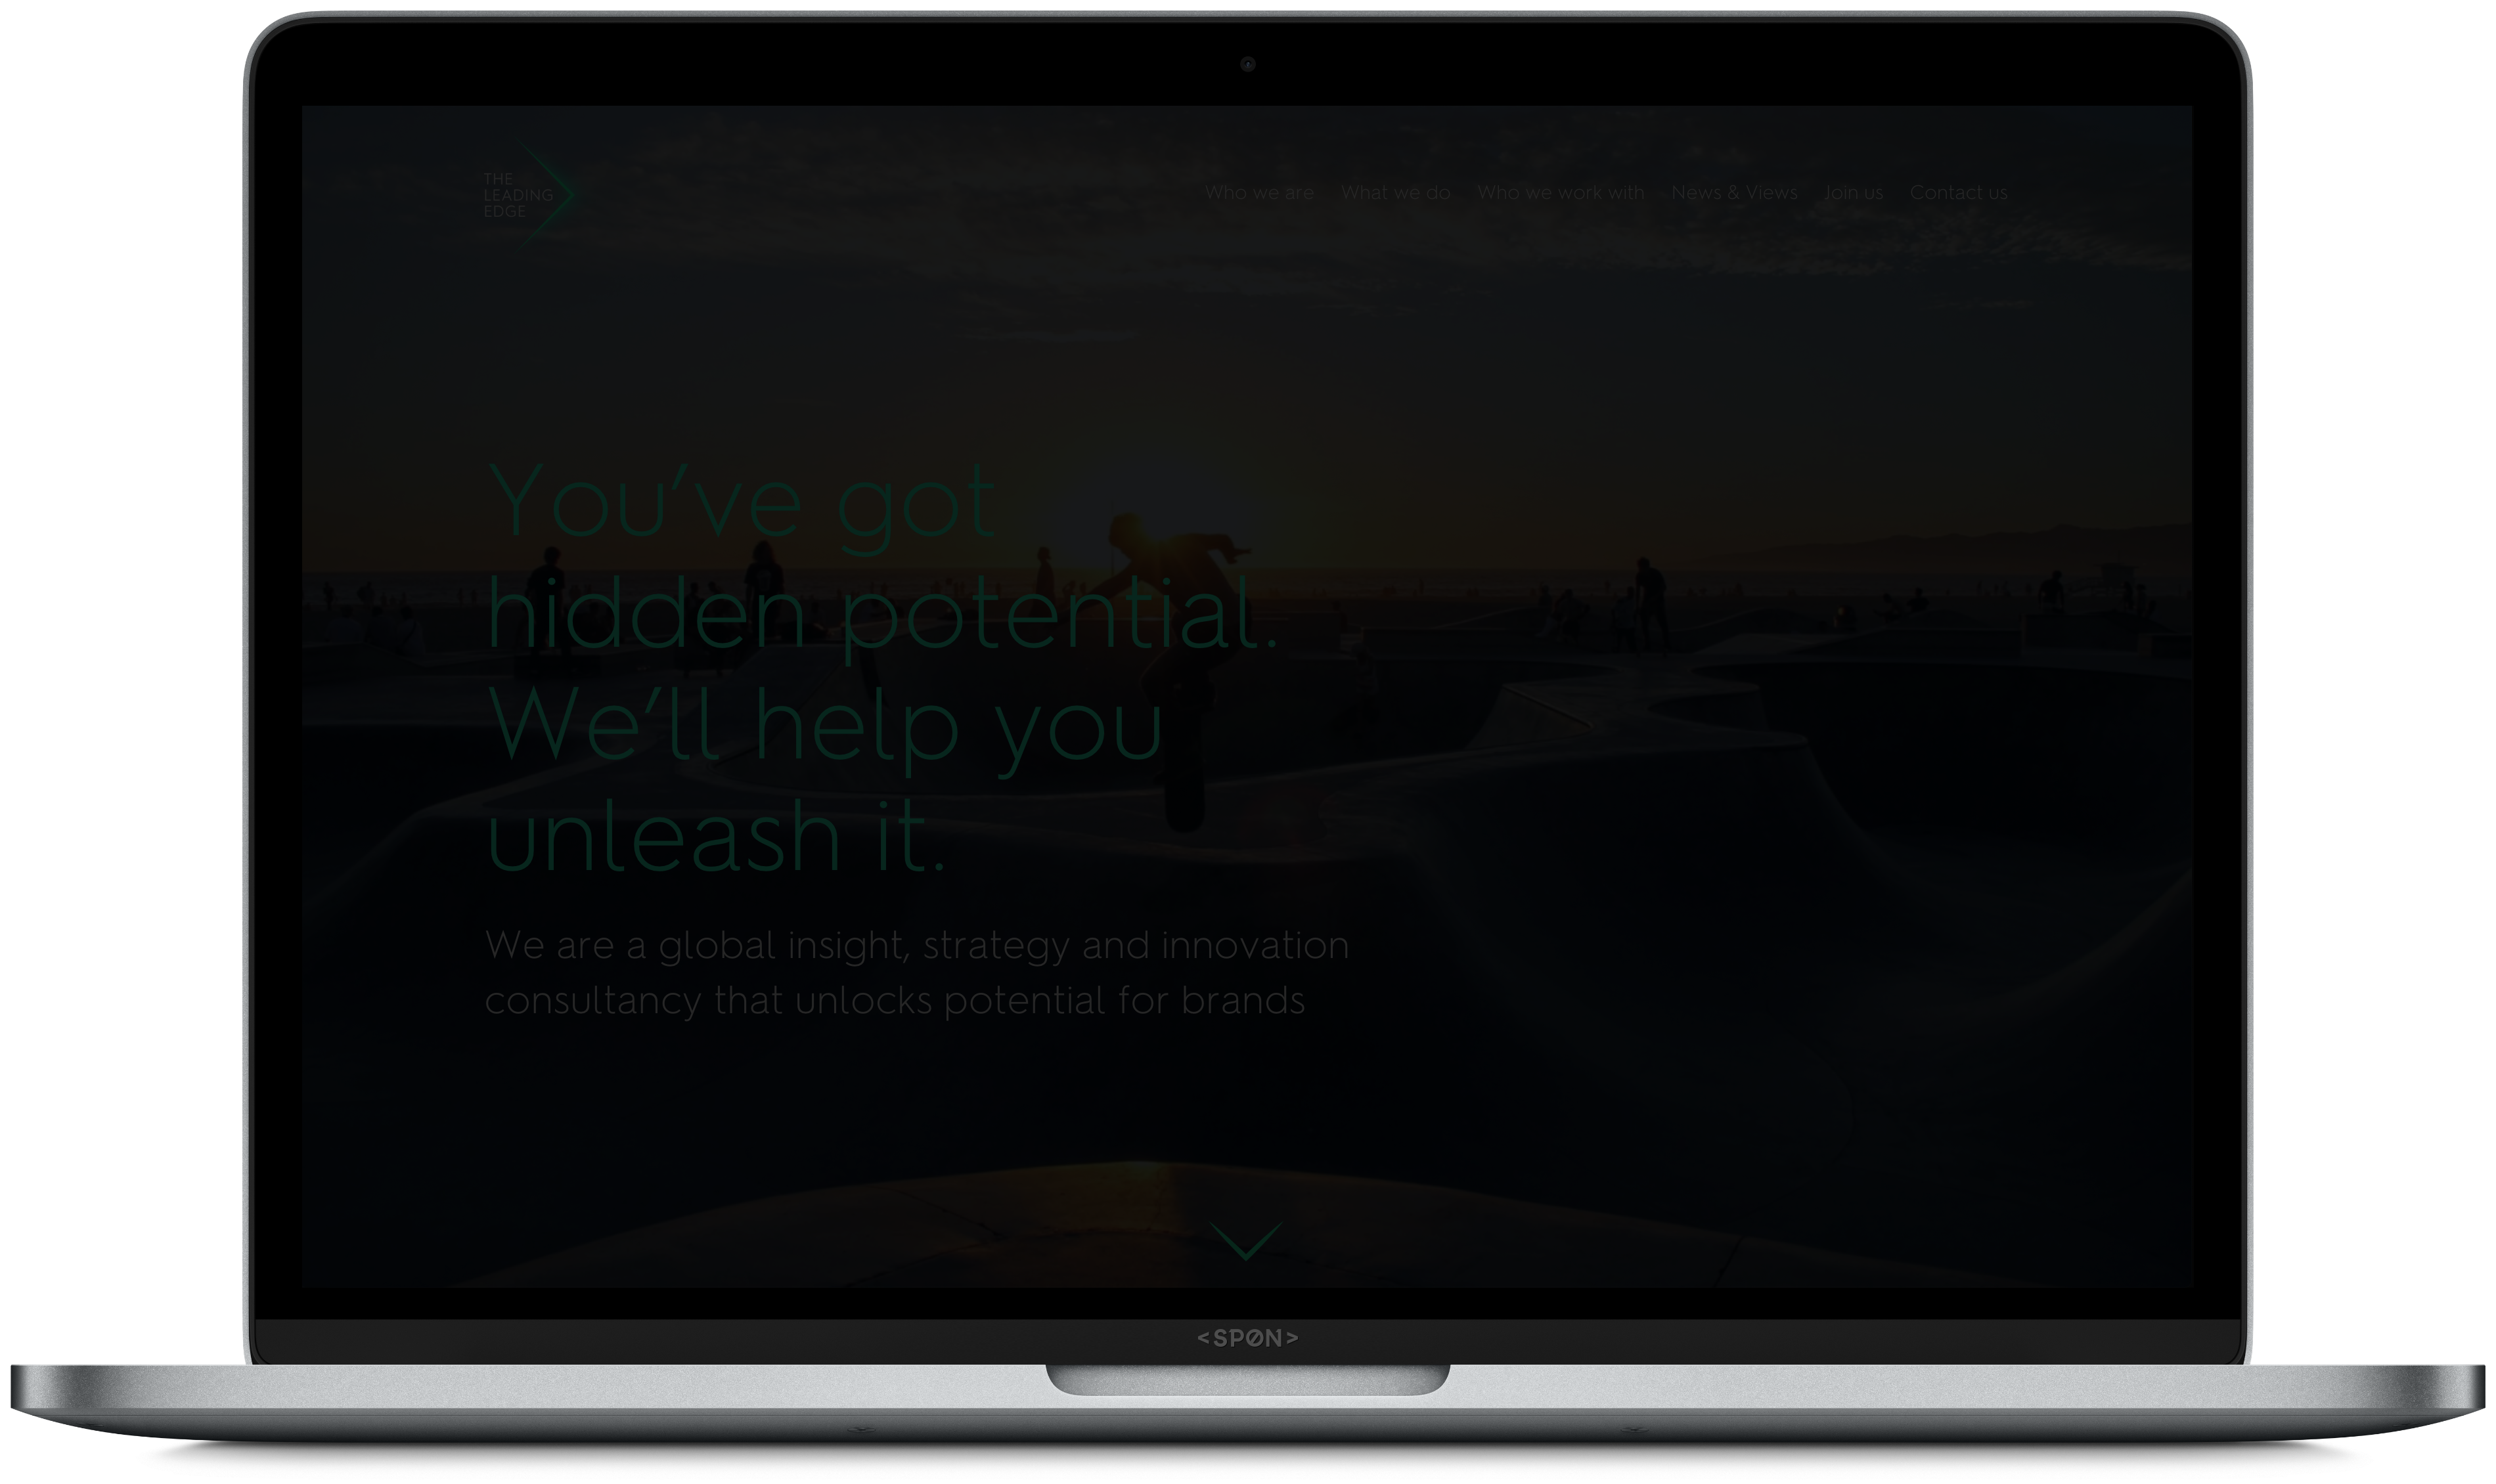 THE
LEADING
EDGE
Who we are What we do Who we work with News & Views Join us Contact us
You’ve got
hidden potential.
We’ll help you
unleash it.
We are a global insight, strategy and innovation
consultancy that unlocks potential for brands
<SPØN>